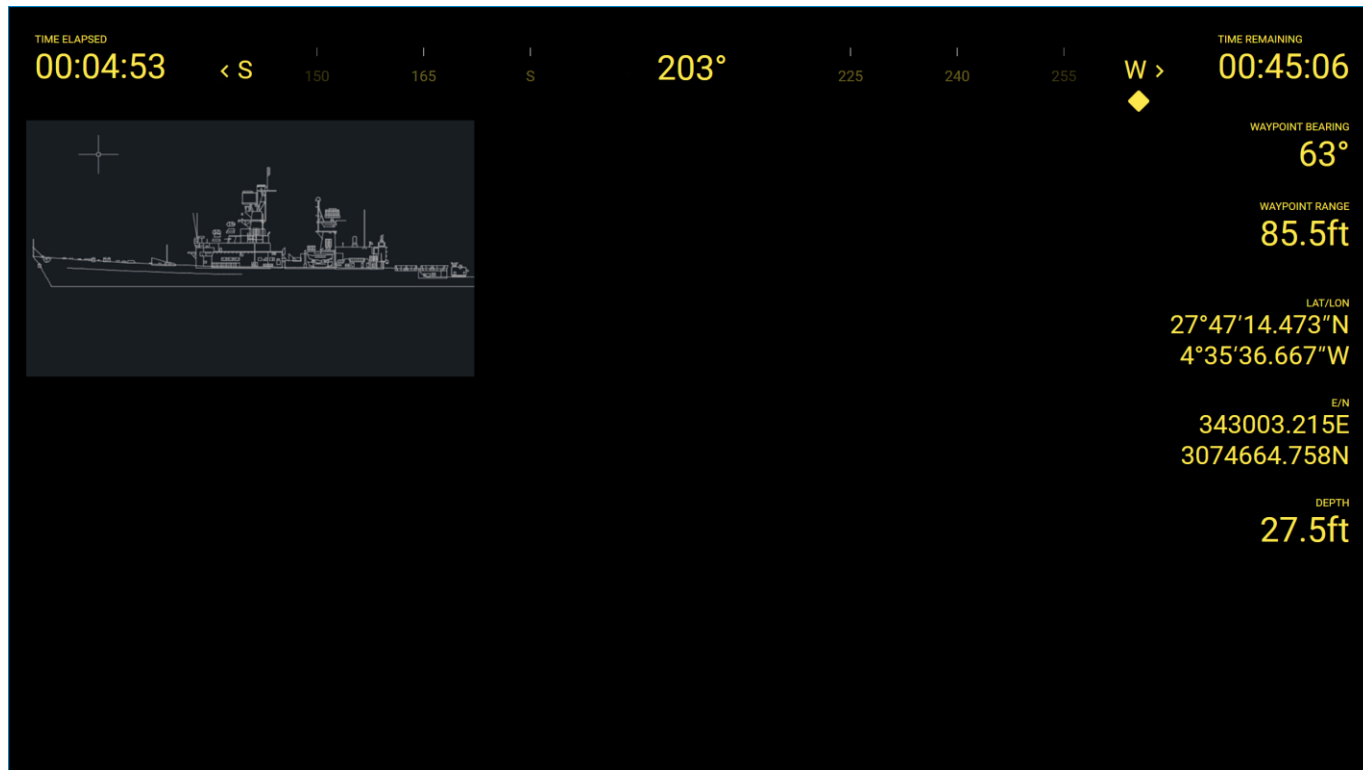 TIME ELAPSED
00:04:53
< S
150
165
S
203°
225
240
255
W >
TIME REMAINING
00:45:06
WAYPOINT BEARING
63°
WAYPOINT RANGE
85.5ft
LAT/LON
27°47′14.473″N
4°35′36.667″W
E/N
343003.215E
3074664.758N
DEPTH
27.5ft